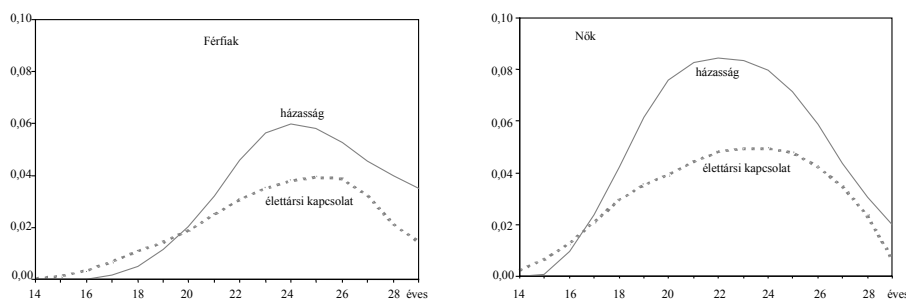 Férfiak
0,10
0,08
0,06
0,04
0,02
0,00
házasság
élettársi kapcsolat
14 16 18 20 22 24 26 28 éves
Nők
0,10
0,08
0,06
0,04
0,02
0,00
házasság
élettársi kapcsolat
14 16 18 20 22 24 26 28 éves